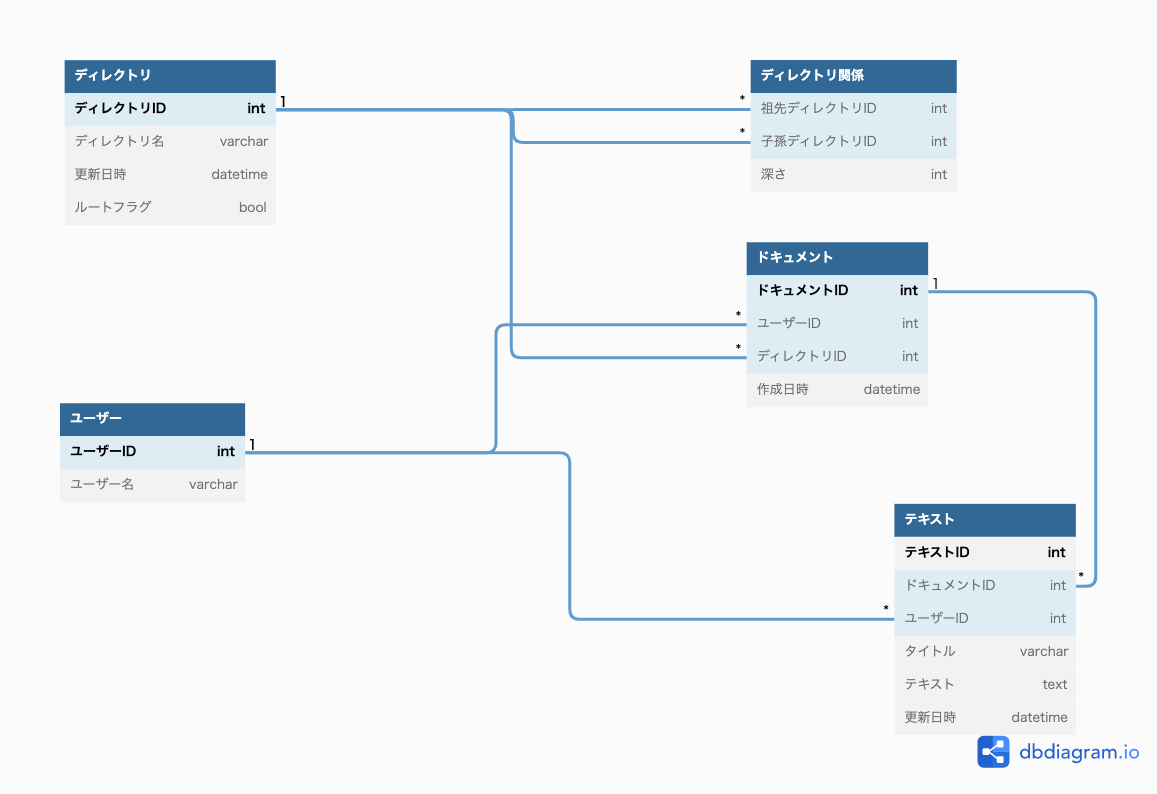 ディレクトリ
ディレクトリID int
ディレクトリ名 varchar
更新日時 datetime
ルートフラグ bool
1
*
*
ディレクトリ関係
祖先ディレクトリID int
子孫ディレクトリID int
深さ int
ドキュメント
ドキュメントID int
ユーザーID int
ディレクトリID int
作成日時 datetime
1
*
*
ユーザー
ユーザーID int
ユーザー名 varchar
1
テキスト
テキストID int
ドキュメントID int
ユーザーID int
タイトル varchar
テキスト text
更新日時 datetime
*
*
dbdiagram.io